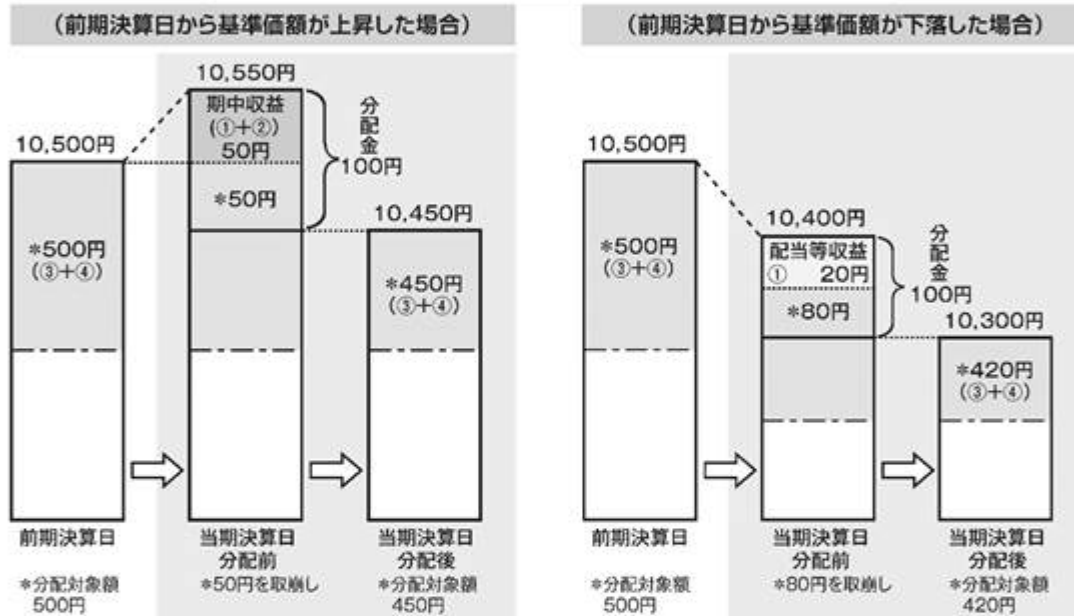 (前期決算日から基準価額が上昇した場合)
10,550円
期中収益
(①+②)
50円
*50円
分配金
100円
10,500円
*500円
(③+④)
10,450円
*450円
(③+④)
前期決算日
当期決算日
分配前
当期決算日
分配後
*分配対象額
500円
*50円を取崩し
*分配対象額
450円
(前期決算日から基準価額が下落した場合)
10,500円
*500円
(③+④)
10,400円
配当等収益
① 20円
*80円
分配金
100円
10,300円
*420円
(③+④)
前期決算日
当期決算日
分配前
当期決算日
分配後
*分配対象額
500円
*80円を取崩し
*分配対象額
420円